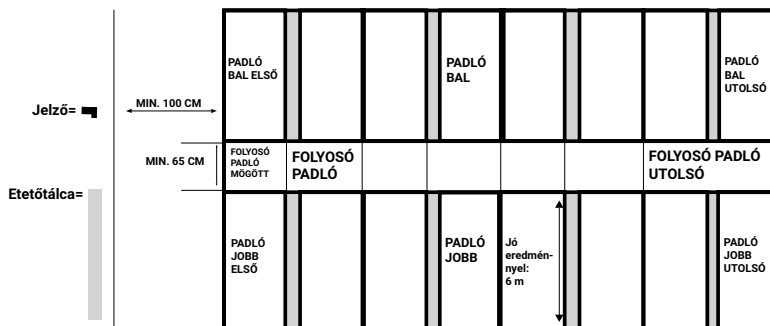 PADLÓ
BAL ELSŐ
PADLÓ
BAL
PADLÓ
BAL
UTOLSÓ
Jelző=
MIN. 100 CM
MIN. 65 CM
FOLYOSÓ
PADLÓ
MÖGÖTT
FOLYOSÓ
PADLÓ
FOLYOSÓ PADLÓ
UTOLSÓ
Etetőtálca=
PADLÓ
JOBB
ELSŐ
PADLÓ
JOBB
Jó
eredmén-
nyel:
6 m
PADLÓ
JOBB
UTOLSÓ